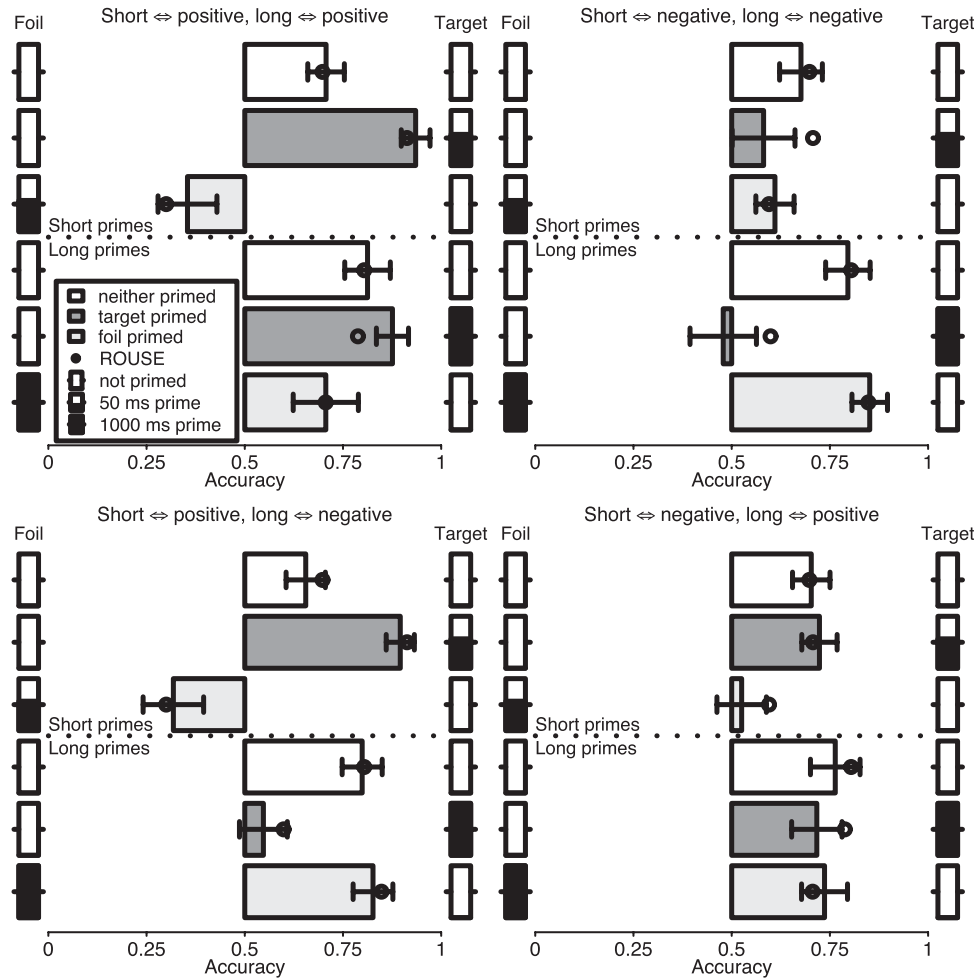 Short ⇔ positive, long ⇔ positive
Foil
Target
Short primes
Long primes
neither primed
target primed
foil primed
ROUSE
not primed
50 ms prime
1000 ms prime
0 0.25 0.5 0.75 1
Accuracy
Short ⇔ negative, long ⇔ negative
Foil
Target
Short primes
Long primes
0 0.25 0.5 0.75 1
Accuracy
Short ⇔ positive, long ⇔ negative
Foil
Target
Short primes
Long primes
0 0.25 0.5 0.75 1
Accuracy
Short ⇔ negative, long ⇔ positive
Foil
Target
Short primes
Long primes
0 0.25 0.5 0.75 1
Accuracy